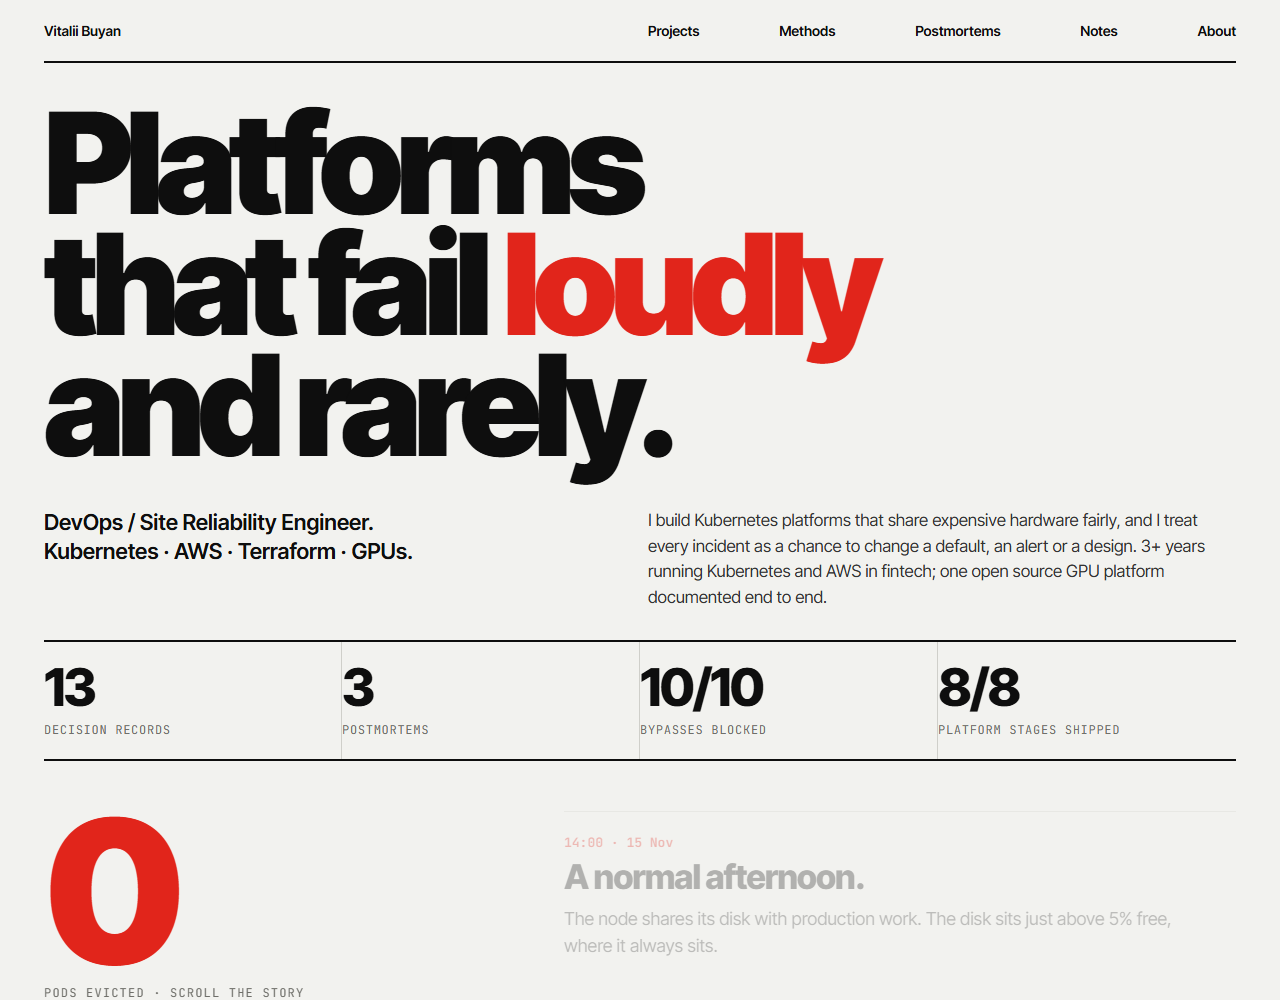 Vitalii Buyan
Projects
Methods
Postmortems
Notes
About
Platforms
that fail loudly
and rarely.
DevOps / Site Reliability Engineer.
Kubernetes · AWS · Terraform · GPUs.
I build Kubernetes platforms that share expensive hardware fairly, and I treat
every incident as a chance to change a default, an alert or a design. 3+ years
running Kubernetes and AWS in fintech; one open source GPU platform
documented end to end.
13
DECISION RECORDS
3
POSTMORTEMS
10/10
BYPASSES BLOCKED
8/8
PLATFORM STAGES SHIPPED
0
PODS EVICTED · SCROLL THE STORY
14:00 · 15 Nov
A normal afternoon.
The node shares its disk with production work. The disk sits just above 5% free,
where it always sits.